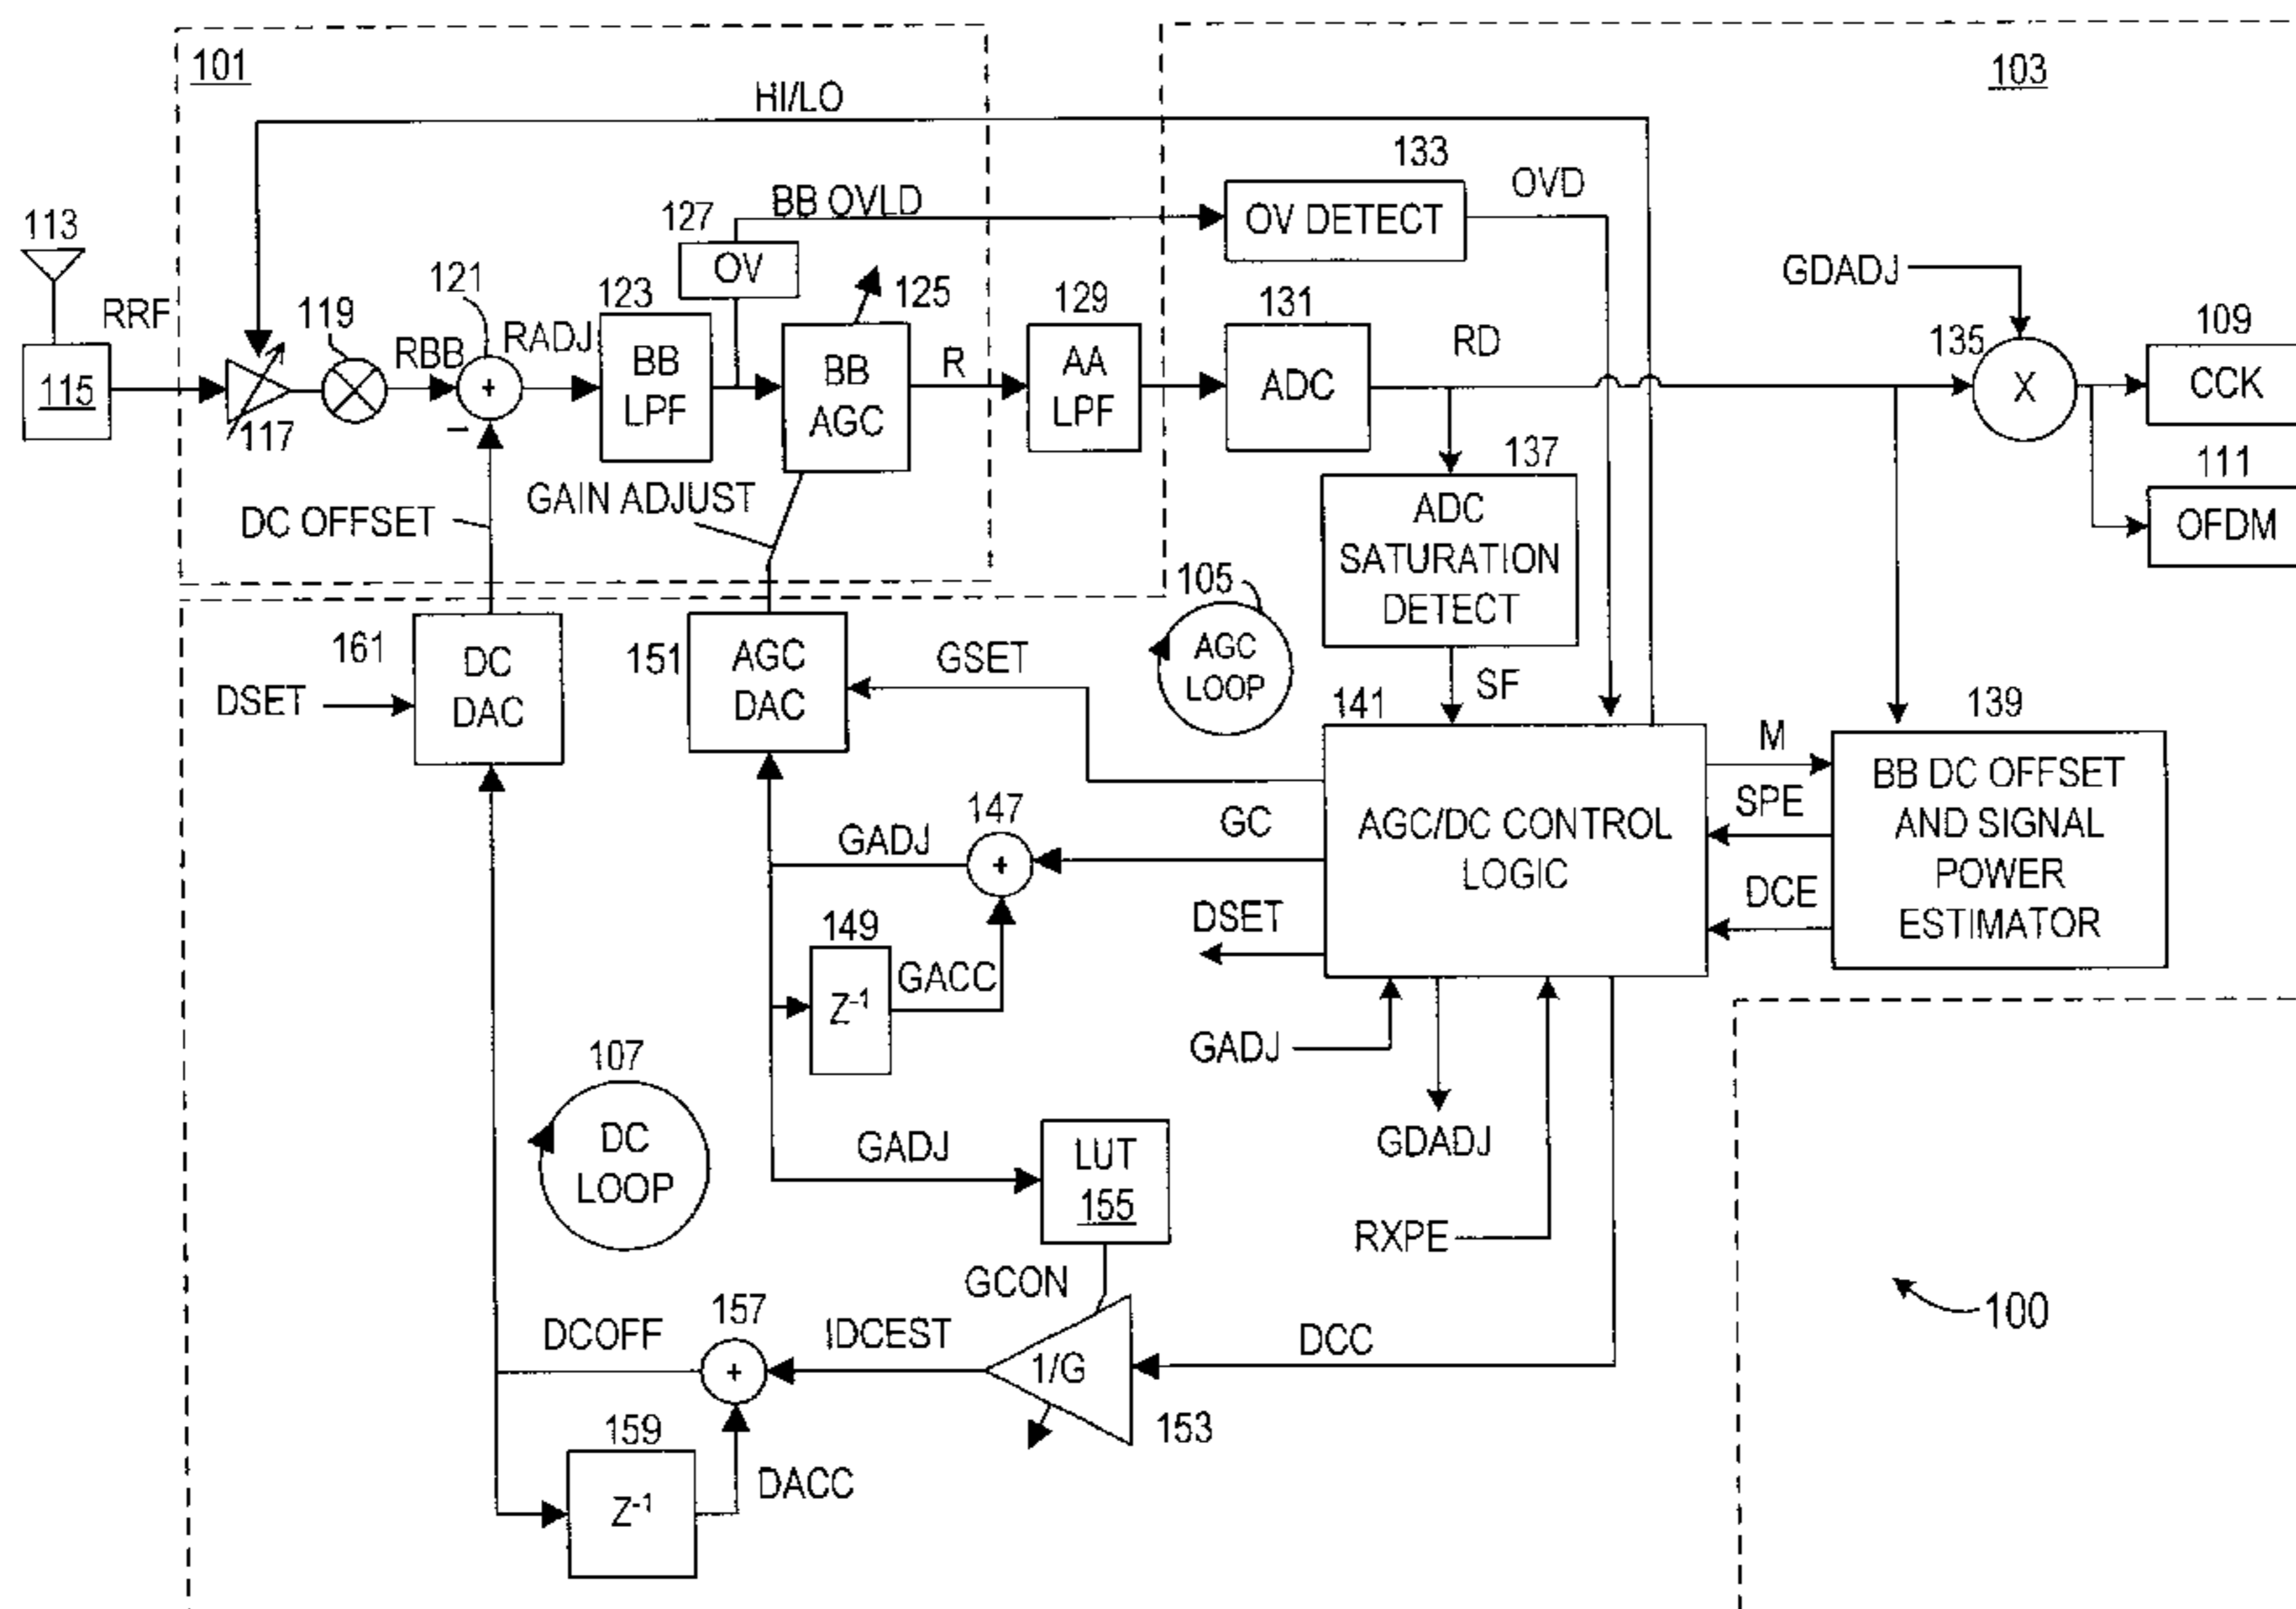 101
103
HI/LO
133
OVD
BB OVLD
127
OV DETECT
113
OV
GDADJ
121
123
125
129
131
109
RRF
119
RBB
RADJ
BB
LPF
BB
AGC
R
AA
LPF
ADC
RD
135
X
CCK
115
117
+
–
137
111
OFDM
GAIN ADJUST
DC OFFSET
ADC
SATURATION
DETECT
105
AGC
LOOP
161
DC
DAC
151
AGC
DAC
GSET
SF
DSET
141
139
M
SPE
DCE
AGC/DC CONTROL
LOGIC
BB DC OFFSET
AND SIGNAL
POWER
ESTIMATOR
147
GADJ
+
GC
149
Z-1
GACC
DSET
GADJ
107
DC
LOOP
GADJ
LUT
155
GDADJ
RXPE
GCON
100
157
DCOFF
+
IDCEST
1/G
DCC
153
159
Z-1
DACC